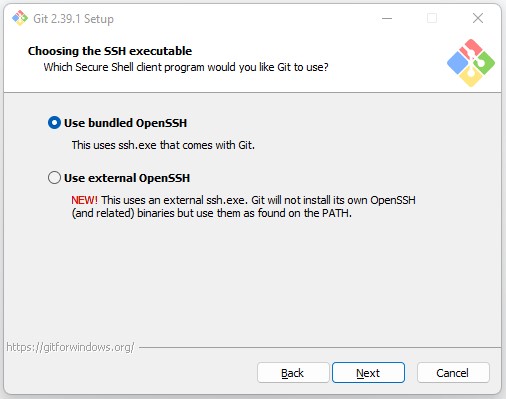 Git 2.39.1 Setup
Choosing the SSH executable
Which Secure Shell client program would you like Git to use?
Use bundled OpenSSH
This uses ssh.exe that comes with Git.
Use external OpenSSH
NEW! This uses an external ssh.exe. Git will not install its own OpenSSH
(and related) binaries but use them as found on the PATH.
https://gitforwindows.org/
Back Next Cancel